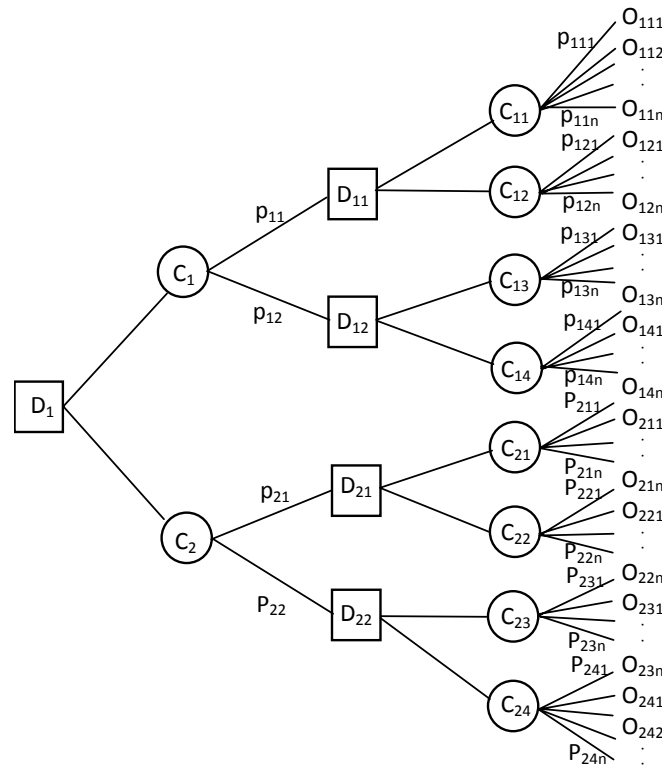 O₁₁₁
p₁₁₁
O₁₁₂
.
.
C₁₁
p₁₁ₙ
O₁₁ₙ
p₁₂₁
O₁₂₁
.
.
D₁₁
C₁₂
p₁₂ₙ
O₁₂ₙ
p₁₁
p₁₃₁
O₁₃₁
.
.
C₁
C₁₃
p₁₃ₙ
O₁₃ₙ
p₁₂
D₁₂
p₁₄₁
O₁₄₁
.
.
C₁₄
p₁₄ₙ
O₁₄ₙ
D₁
P₂₁₁
O₂₁₁
.
.
C₂₁
P₂₁ₙ
O₂₁ₙ
p₂₁
D₂₁
P₂₂₁
O₂₂₁
.
.
C₂
C₂₂
P₂₂ₙ
O₂₂ₙ
P₂₂
D₂₂
P₂₃₁
O₂₃₁
.
.
C₂₃
P₂₃ₙ
O₂₃ₙ
P₂₄₁
O₂₄₁
C₂₄
O₂₄₂
P₂₄ₙ
.